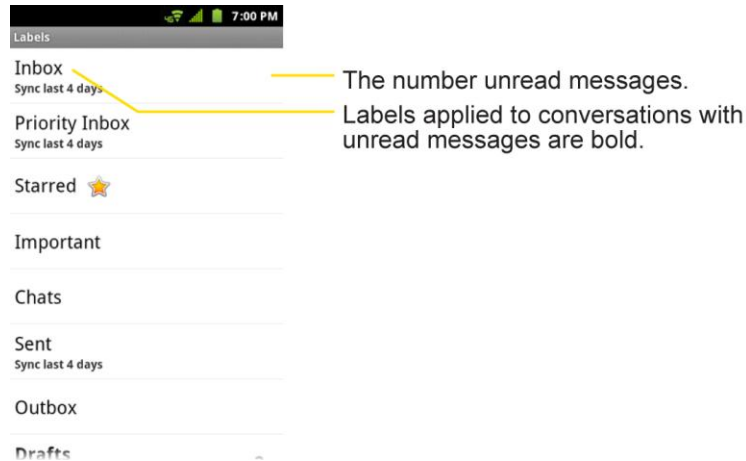 7:00 PM
Labels
Inbox
Sync last 4 days
Priority Inbox
Sync last 4 days
Starred
Important
Chats
Sent
Sync last 4 days
Outbox
Drafts
The number unread messages.
Labels applied to conversations with
unread messages are bold.